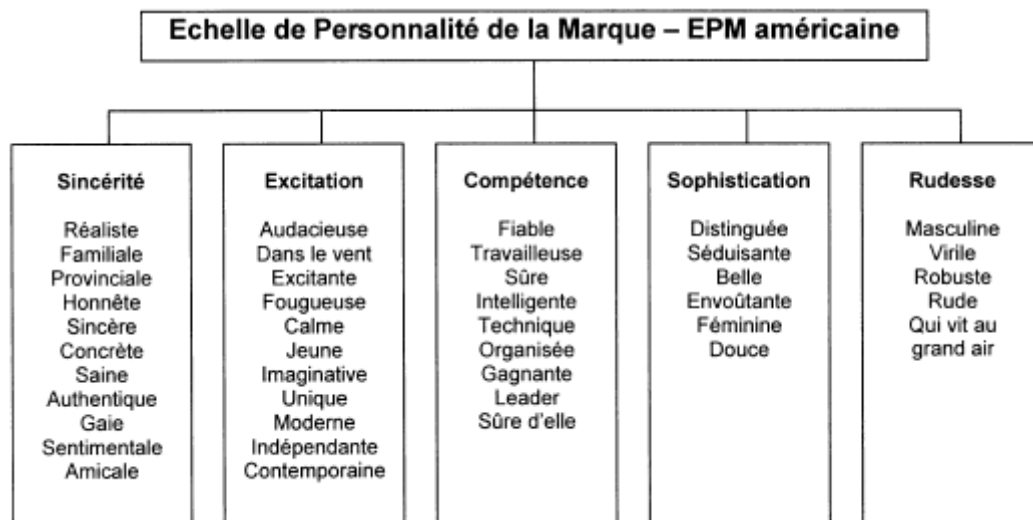 Echelle de Personnalité de la Marque – EPM américaine
Sincérité
Réaliste
Familiale
Provinciale
Honnête
Sincère
Concrète
Saine
Authentique
Gaie
Sentimentale
Amicale
Excitation
Audacieuse
Dans le vent
Excitante
Fougueuse
Calme
Jeune
Imaginative
Unique
Moderne
Indépendante
Contemporaine
Compétence
Fiable
Travailleuse
Sûre
Intelligente
Technique
Organisée
Gagnante
Leader
Sûre d'elle
Sophistication
Distinguée
Séduisante
Belle
Envoûtante
Féminine
Douce
Rudesse
Masculine
Virile
Robuste
Rude
Qui vit au
grand air